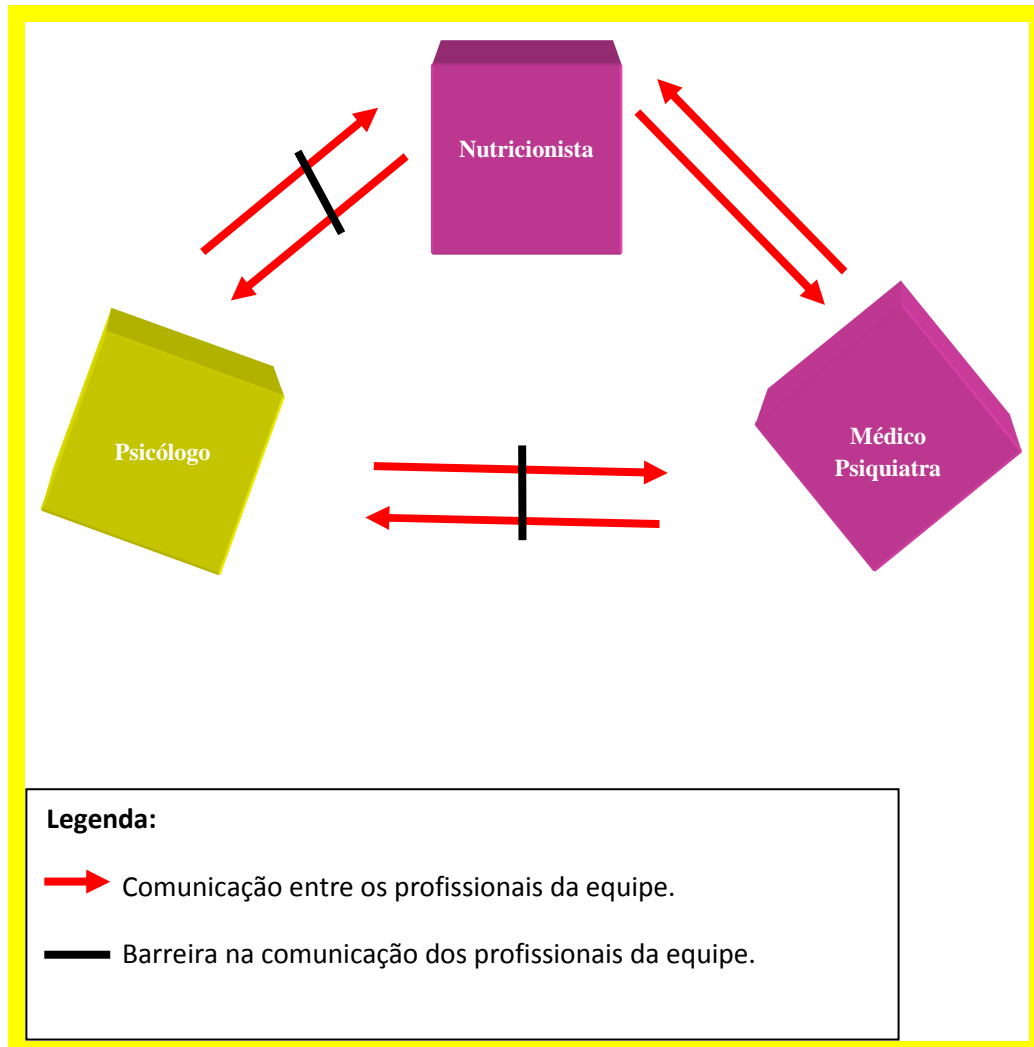 Nutricionista
Psicólogo
Médico
Psiquiatra
Legenda:
Comunicação entre os profissionais da equipe.
Barreira na comunicação dos profissionais da equipe.